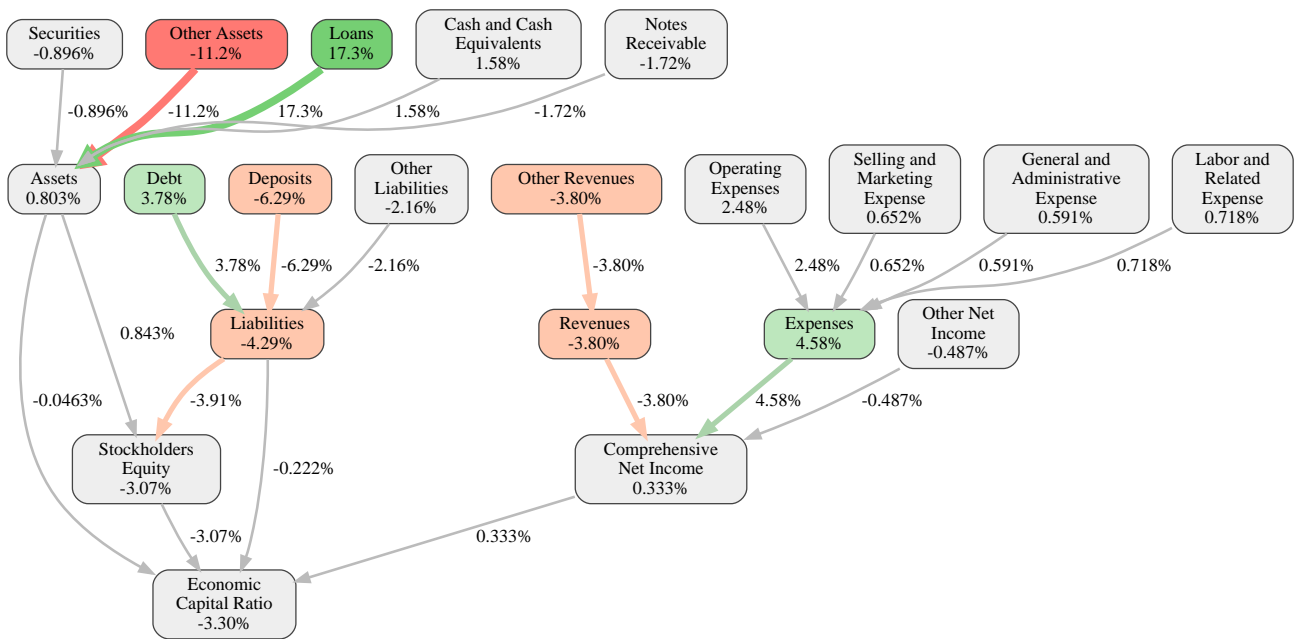 Securities
-0.896%
Other Assets
-11.2%
Loans
17.3%
Cash and Cash
Equivalents
1.58%
Notes
Receivable
-1.72%
-0.896%
-11.2%
17.3%
1.58%
-1.72%
Assets
0.803%
Debt
3.78%
Deposits
-6.29%
Other
Liabilities
-2.16%
Other Revenues
-3.80%
Operating
Expenses
2.48%
Selling and
Marketing
Expense
0.652%
General and
Administrative
Expense
0.591%
Labor and
Related
Expense
0.718%
3.78%
-6.29%
-2.16%
-3.80%
2.48%
0.652%
0.591%
0.718%
0.843%
Liabilities
-4.29%
Revenues
-3.80%
Expenses
4.58%
Other Net
Income
-0.487%
-0.0463%
-3.91%
-3.80%
4.58%
-0.487%
Stockholders
Equity
-3.07%
-0.222%
Comprehensive
Net Income
0.333%
-3.07%
0.333%
Economic
Capital Ratio
-3.30%